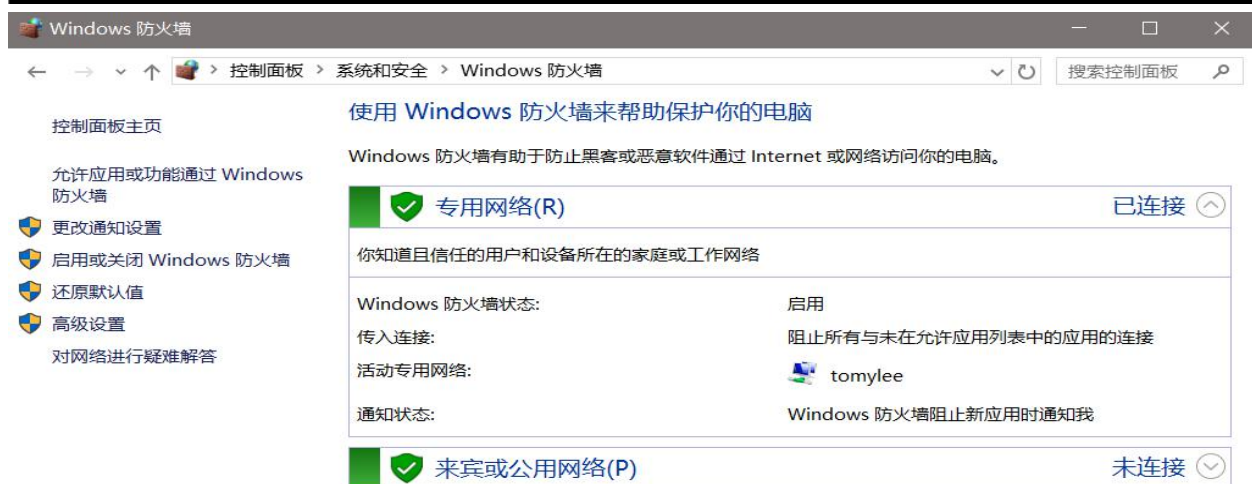 Windows 防火墙
控制面板 > 系统和安全 > Windows 防火墙
搜索控制面板
控制面板主页
允许应用或功能通过 Windows
防火墙
更改通知设置
启用或关闭 Windows 防火墙
还原默认值
高级设置
对网络进行疑难解答
使用 Windows 防火墙来帮助保护你的电脑
Windows 防火墙有助于防止黑客或恶意软件通过 Internet 或网络访问你的电脑。
专用网络(R) 已连接
你知道且信任的用户和设备所在的家庭或工作网络
Windows 防火墙状态: 启用
传入连接: 阻止所有与未在允许应用列表中的应用的连接
活动专用网络: tomylee
通知状态: Windows 防火墙阻止新应用时通知我
来宾或公用网络(P) 未连接